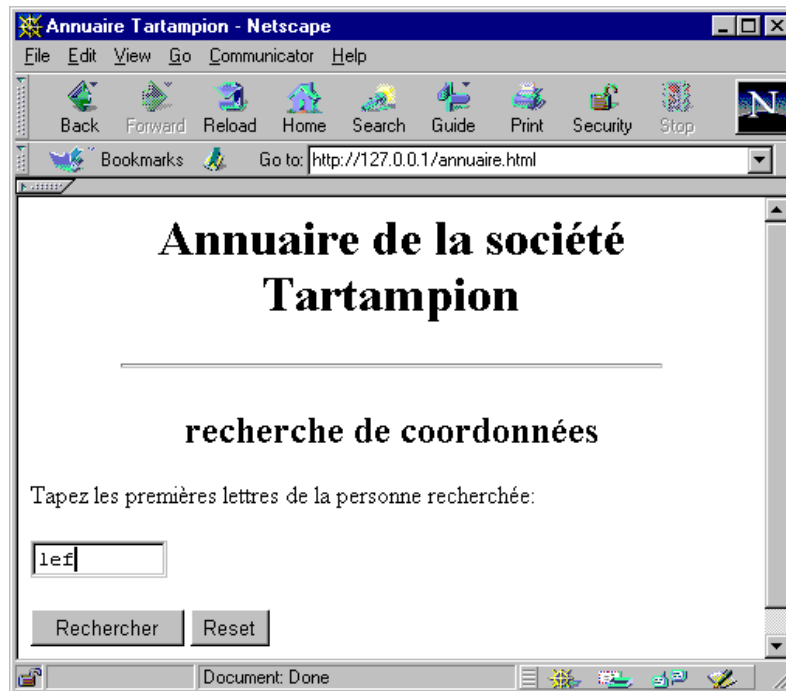 Annuaire Tartampion - Netscape
File Edit View Go Communicator Help
Back Forward Reload Home Search Guide Print Security Stop
N
Bookmarks Go to: http://127.0.0.1/annuaire.html
Annuaire de la société
Tartampion
recherche de coordonnées
Tapez les premières lettres de la personne recherchée:
lef
Rechercher Reset
Document: Done